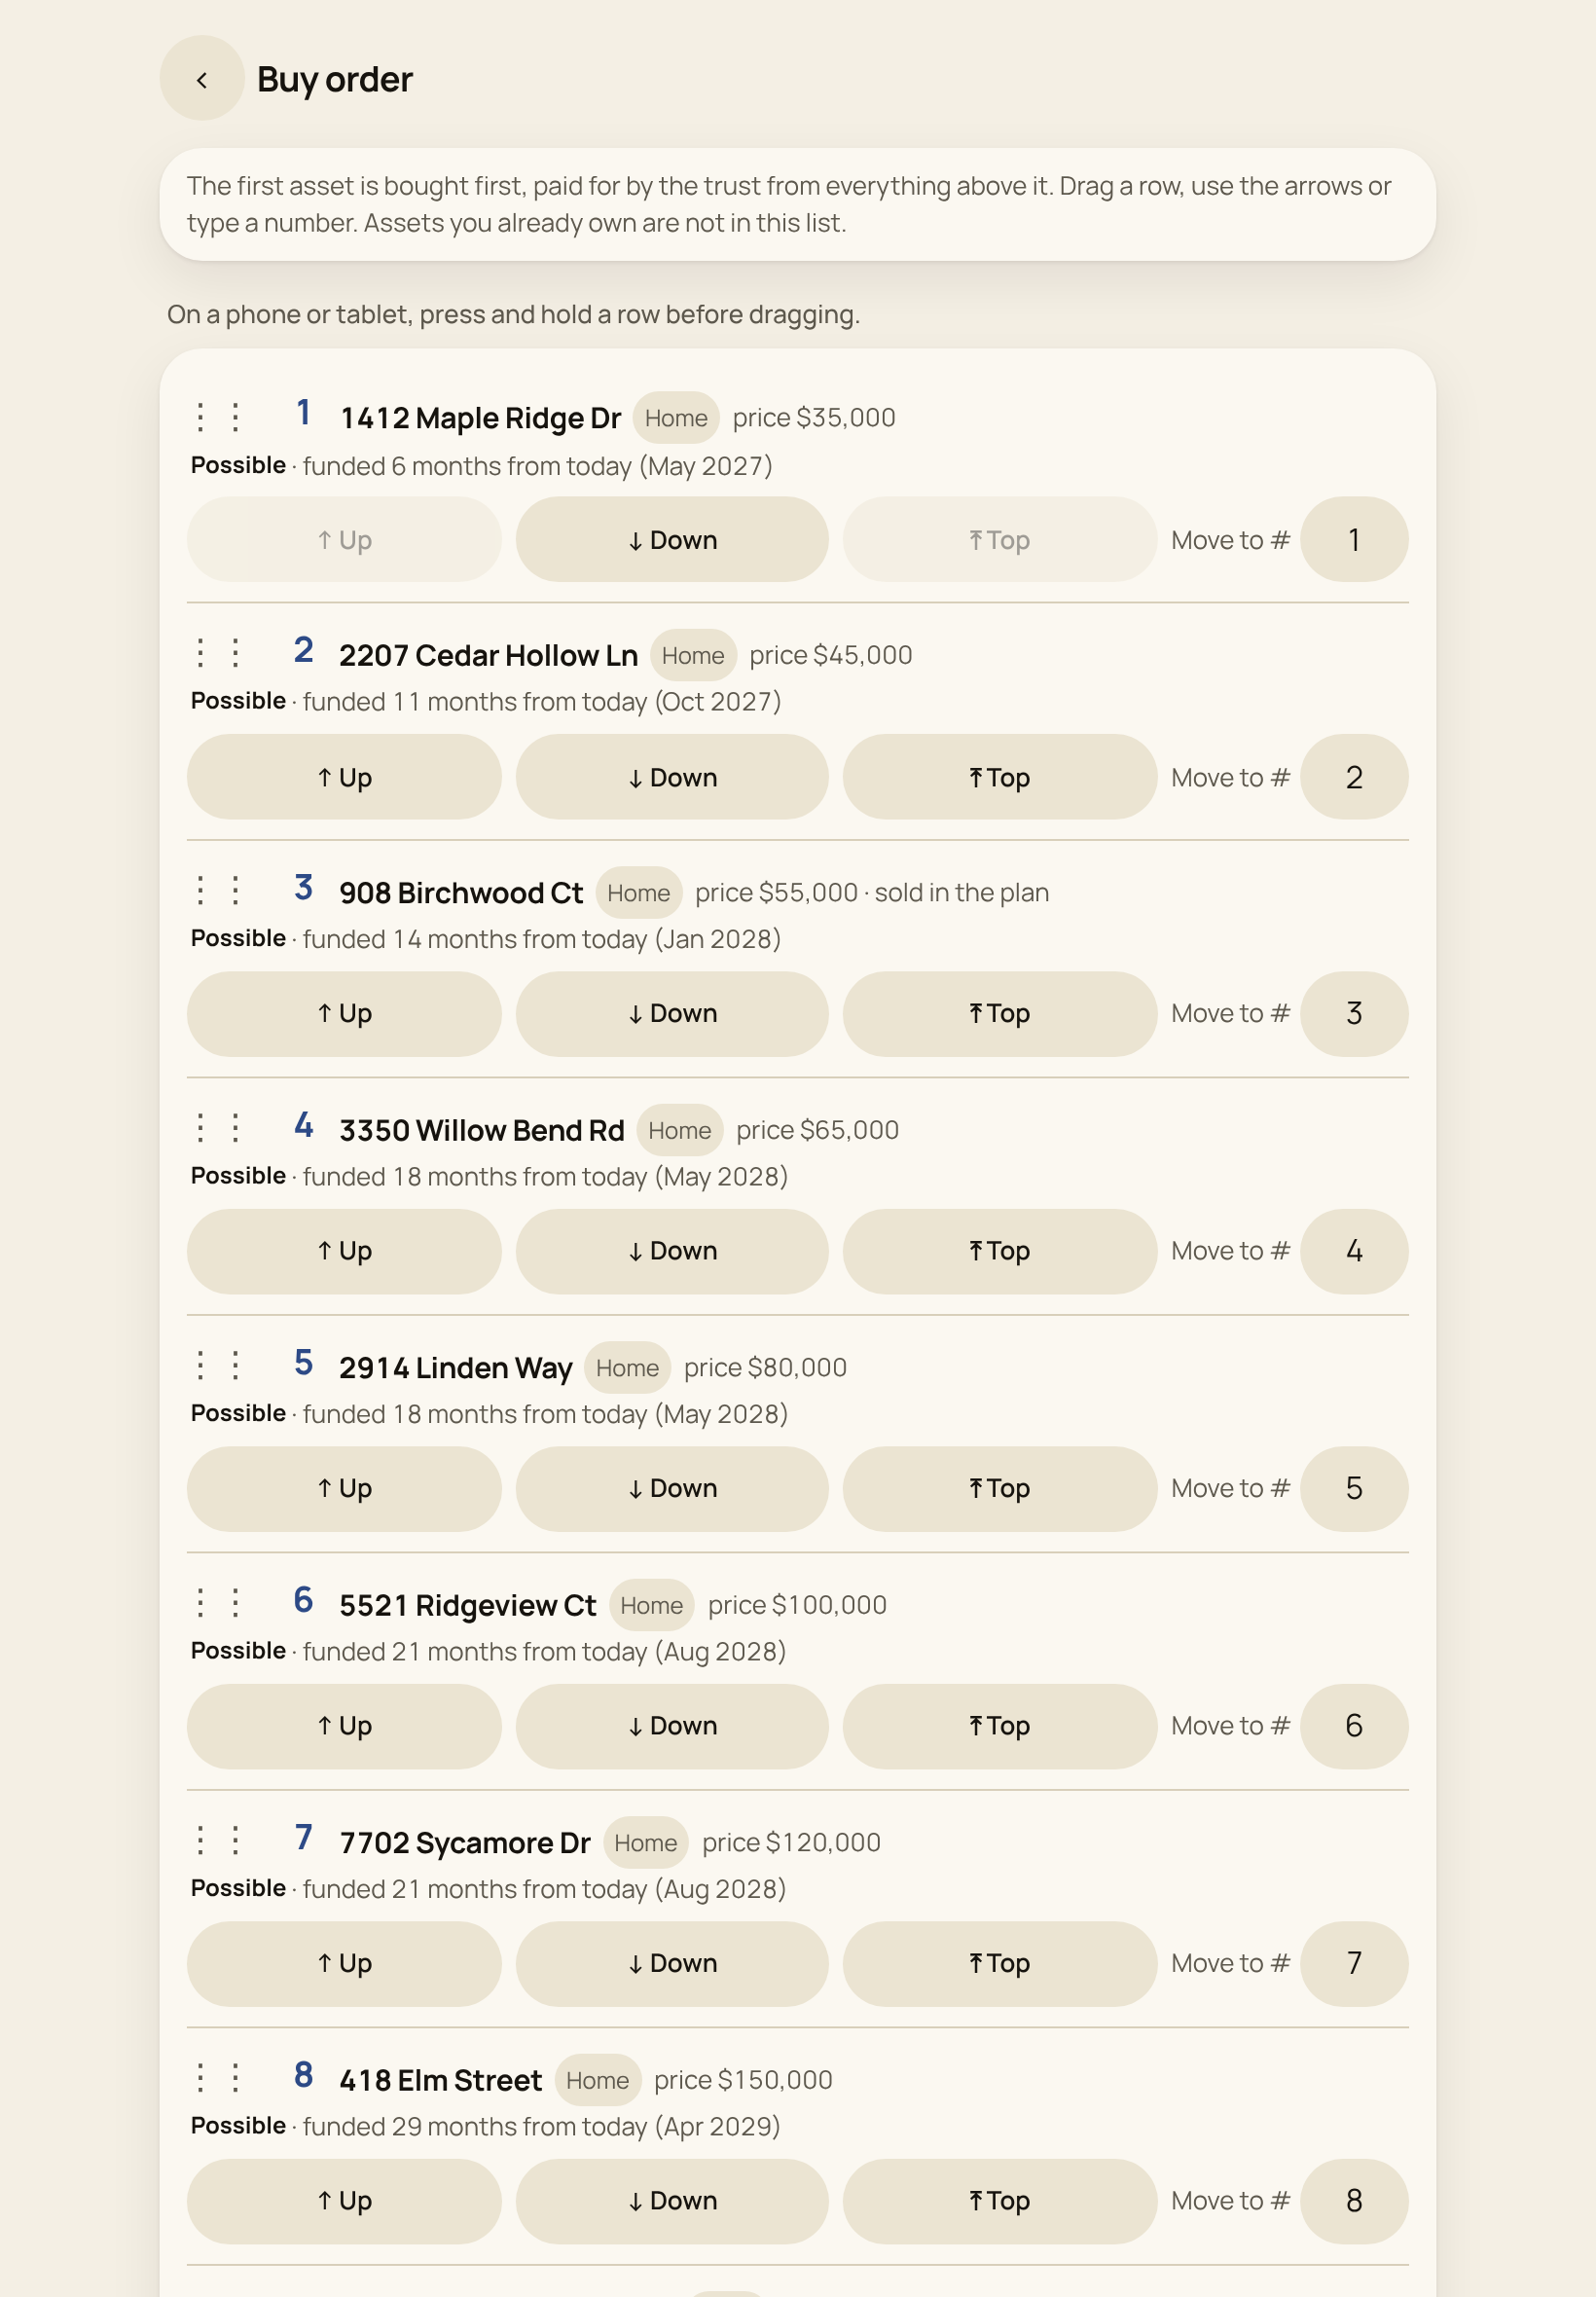 ‹ Buy order
The first asset is bought first, paid for by the trust from everything above it. Drag a row, use the arrows or
type a number. Assets you already own are not in this list.
On a phone or tablet, press and hold a row before dragging.
1 1412 Maple Ridge Dr Home price $35,000
Possible · funded 6 months from today (May 2027)
↑ Up ↓ Down ⤒ Top Move to # 1
2 2207 Cedar Hollow Ln Home price $45,000
Possible · funded 11 months from today (Oct 2027)
↑ Up ↓ Down ⤒ Top Move to # 2
3 908 Birchwood Ct Home price $55,000 · sold in the plan
Possible · funded 14 months from today (Jan 2028)
↑ Up ↓ Down ⤒ Top Move to # 3
4 3350 Willow Bend Rd Home price $65,000
Possible · funded 18 months from today (May 2028)
↑ Up ↓ Down ⤒ Top Move to # 4
5 2914 Linden Way Home price $80,000
Possible · funded 18 months from today (May 2028)
↑ Up ↓ Down ⤒ Top Move to # 5
6 5521 Ridgeview Ct Home price $100,000
Possible · funded 21 months from today (Aug 2028)
↑ Up ↓ Down ⤒ Top Move to # 6
7 7702 Sycamore Dr Home price $120,000
Possible · funded 21 months from today (Aug 2028)
↑ Up ↓ Down ⤒ Top Move to # 7
8 418 Elm Street Home price $150,000
Possible · funded 29 months from today (Apr 2029)
↑ Up ↓ Down ⤒ Top Move to # 8